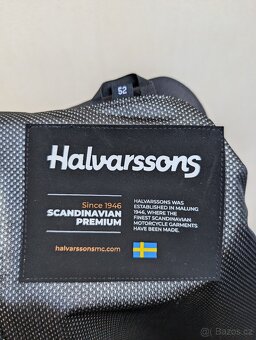 52
Halvarssons
Since 1946
SCANDINAVIAN
PREMIUM
halvarssonsmc.com
HALVARSSONS WAS
ESTABLISHED IN MALUNG
1946, WHERE THE
FINEST SCANDINAVIAN
MOTORCYCLE GARMENTS
HAVE BEEN MADE.
bazos.cz